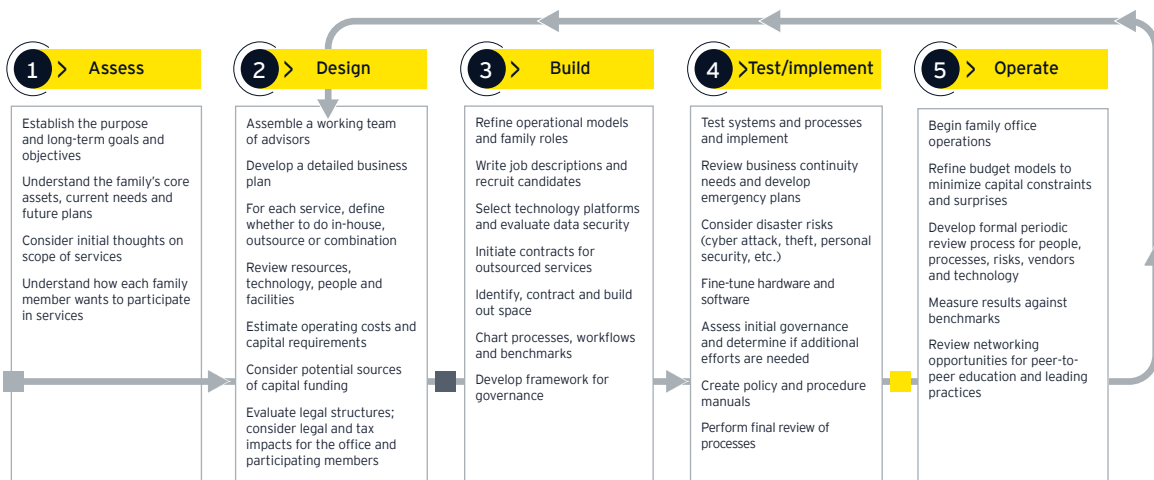 1 > Assess
Establish the purpose
and long-term goals and
objectives
Understand the family's core
assets, current needs and
future plans
Consider initial thoughts on
scope of services
Understand how each family
member wants to participate
in services
2 > Design
Assemble a working team
of advisors
Develop a detailed business
plan
For each service, define
whether to do in-house,
outsource or combination
Review resources,
technology, people and
facilities
Estimate operating costs and
capital requirements
Consider potential sources
of capital funding
Evaluate legal structures;
consider legal and tax
impacts for the office and
participating members
3 > Build
Refine operational models
and family roles
Write job descriptions and
recruit candidates
Select technology platforms
and evaluate data security
Initiate contracts for
outsourced services
Identify, contract and build
out space
Chart processes, workflows
and benchmarks
Develop framework for
governance
4 >Test/implement
Test systems and processes
and implement
Review business continuity
needs and develop
emergency plans
Consider disaster risks
(cyber attack, theft, personal
security, etc.)
Fine-tune hardware and
software
Assess initial governance
and determine if additional
efforts are needed
Create policy and procedure
manuals
Perform final review of
processes
5 > Operate
Begin family office
operations
Refine budget models to
minimize capital constraints
and surprises
Develop formal periodic
review process for people,
processes, risks, vendors
and technology
Measure results against
benchmarks
Review networking
opportunities for peer-to-
peer education and leading
practices